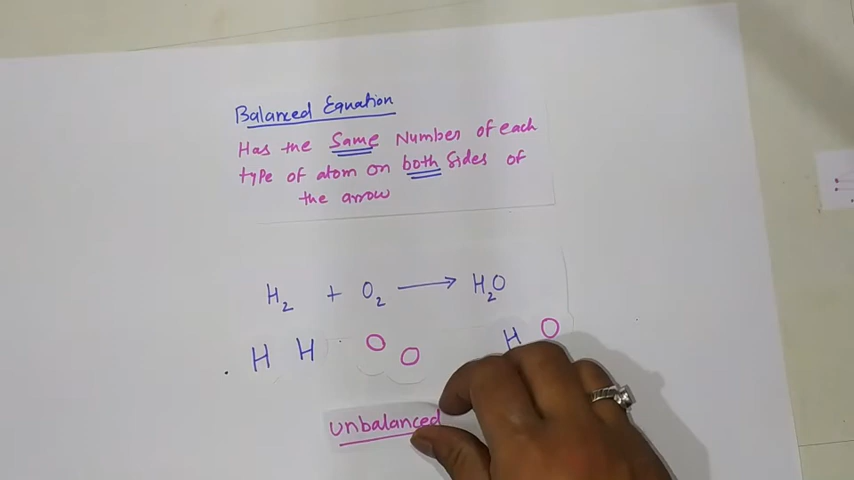 Balanced Equation
Has the Same Number of each
type of atom on both sides of
the arrow
H₂ + O₂ → H₂O
H H O O H O
unbalanced